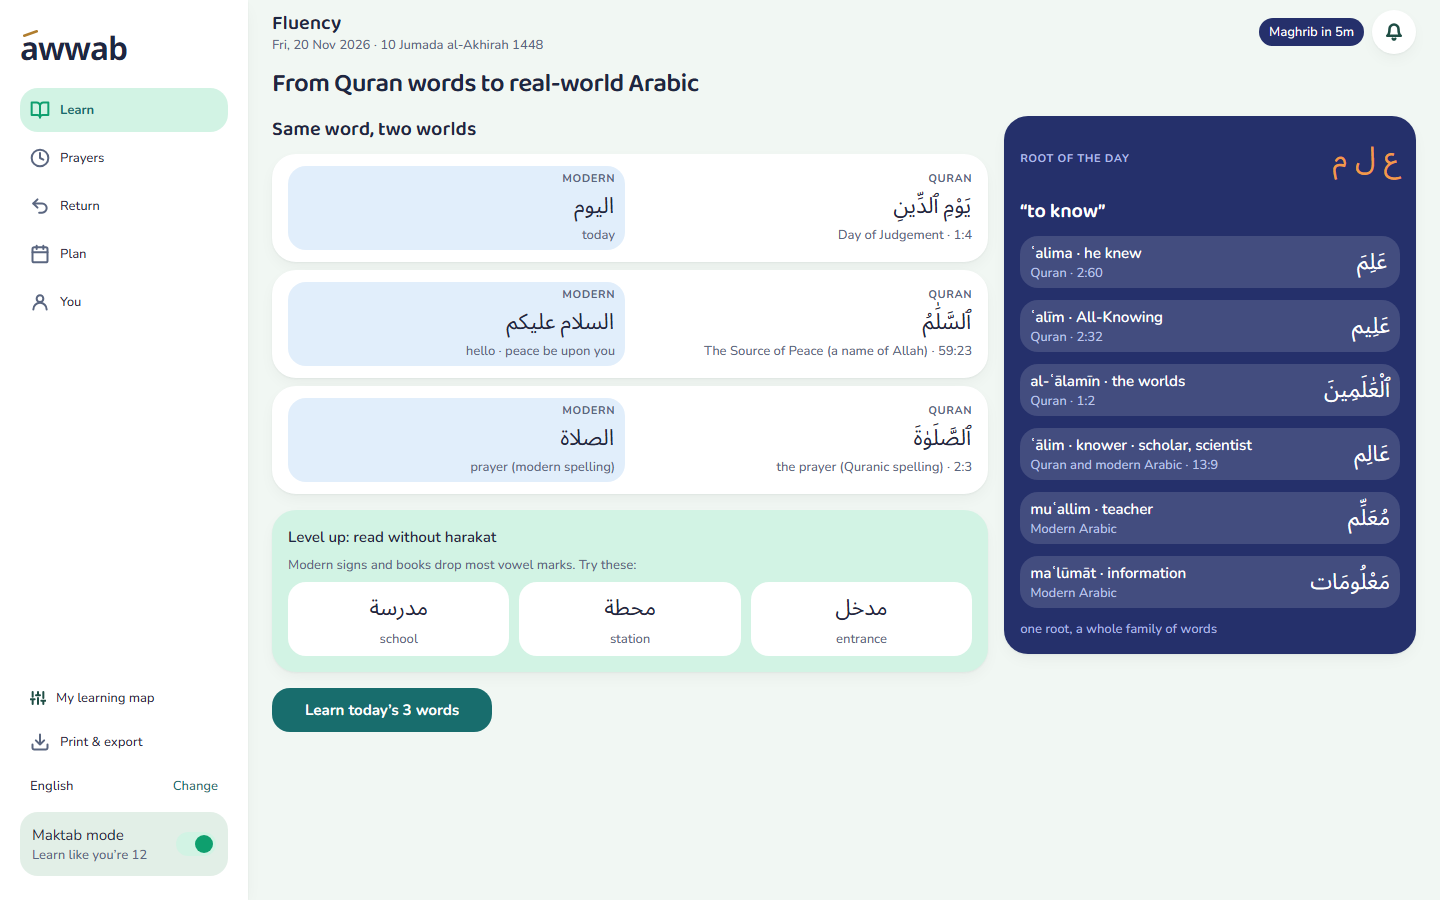 awwab
Learn
Prayers
Return
Plan
You
My learning map
Print & export
English
Change
Maktab mode
Learn like you’re 12
Fluency
Fri, 20 Nov 2026 · 10 Jumada al-Akhirah 1448
Maghrib in 5m
From Quran words to real-world Arabic
Same word, two worlds
QURAN
يَوْمِ ٱلدِّينِ
Day of Judgement · 1:4
MODERN
اليوم
today
QURAN
ٱلسَّلَٰمُ
The Source of Peace (a name of Allah) · 59:23
MODERN
السلام عليكم
hello · peace be upon you
QURAN
ٱلصَّلَوٰةَ
the prayer (Quranic spelling) · 2:3
MODERN
الصلاة
prayer (modern spelling)
Level up: read without harakat
Modern signs and books drop most vowel marks. Try these:
مدرسة
school
محطة
station
مدخل
entrance
Learn today’s 3 words
ROOT OF THE DAY
ع ل م
“to know”
ʿalima · he knew
Quran · 2:60
عَلِمَ
ʿalīm · All-Knowing
Quran · 2:32
عَلِيم
al-ʿālamīn · the worlds
Quran · 1:2
ٱلْعَٰلَمِينَ
ʿālim · knower · scholar, scientist
Quran and modern Arabic · 13:9
عَالِم
muʿallim · teacher
Modern Arabic
مُعَلِّم
maʿlūmāt · information
Modern Arabic
مَعْلُومَات
one root, a whole family of words